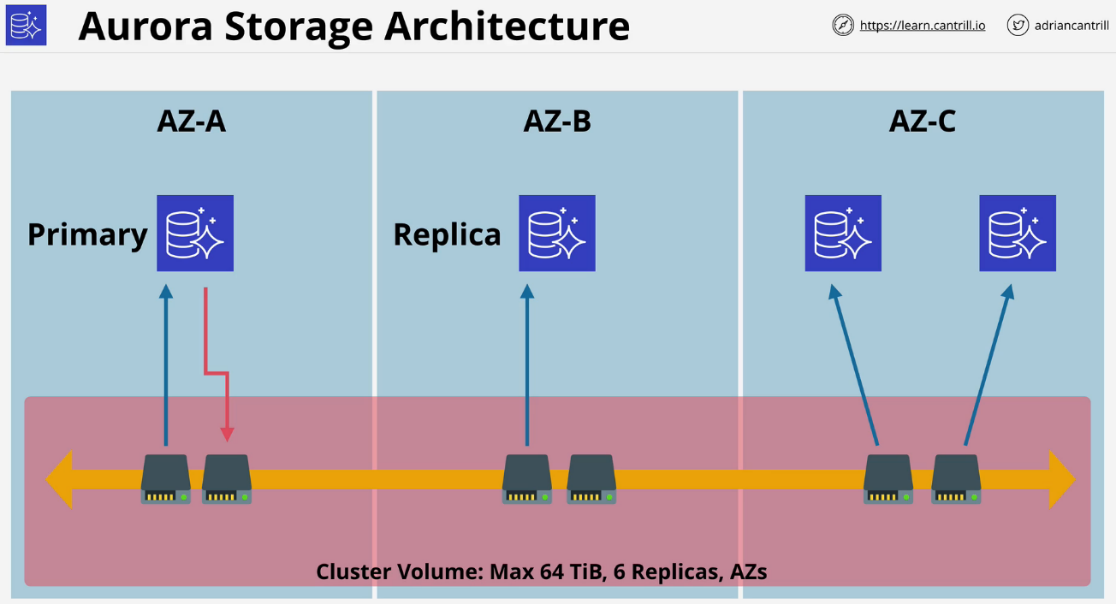 Aurora Storage Architecture
https://learn.cantrill.io
adriancantrill
AZ-A
AZ-B
AZ-C
Primary
Replica
Cluster Volume: Max 64 TiB, 6 Replicas, AZs